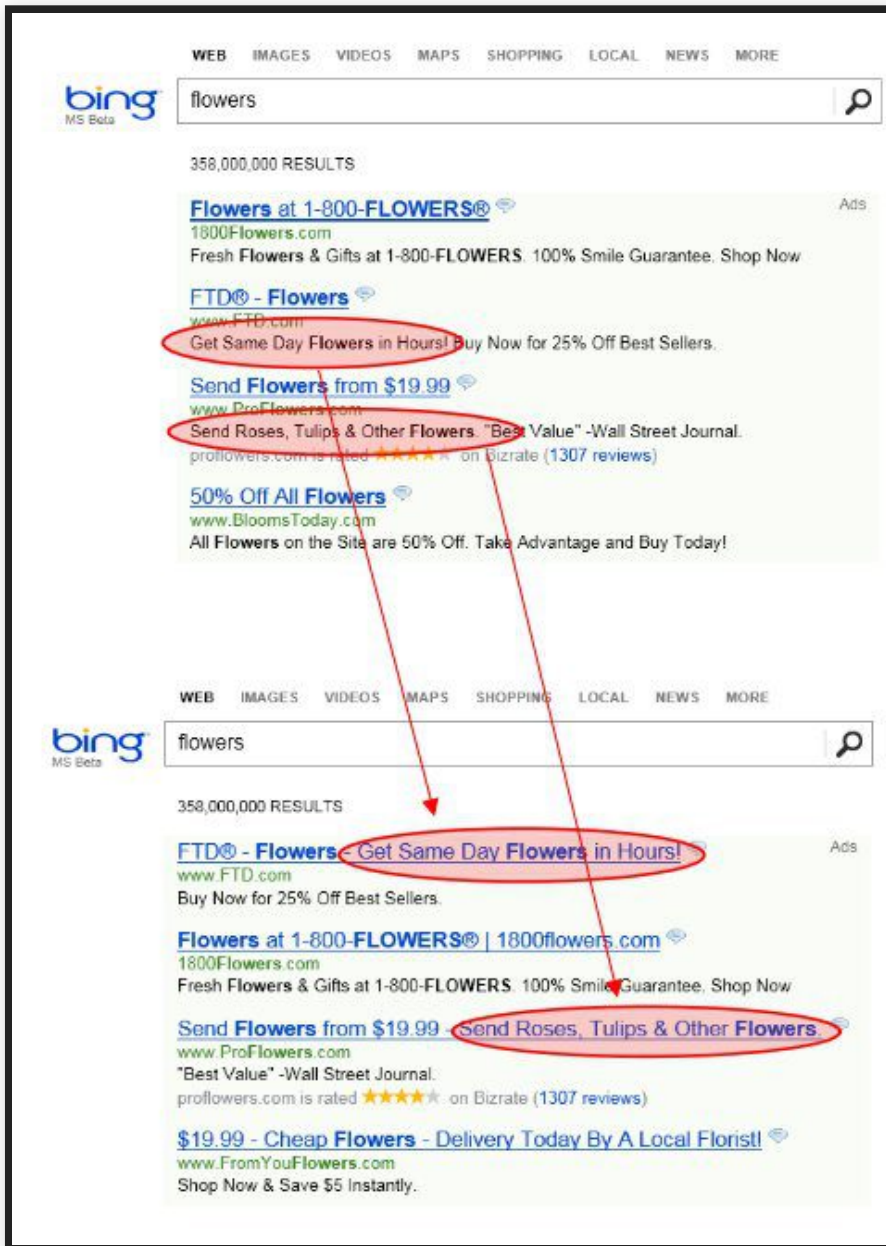 WEB IMAGES VIDEOS MAPS SHOPPING LOCAL NEWS MORE
bing
MS Beta
flowers
358,000,000 RESULTS
Flowers at 1-800-FLOWERS®
Ads
1800Flowers.com
Fresh Flowers & Gifts at 1-800-FLOWERS. 100% Smile Guarantee. Shop Now
FTD® - Flowers
www.FTD.com
Get Same Day Flowers in Hours! Buy Now for 25% Off Best Sellers.
Send Flowers from $19.99
www.ProFlowers.com
Send Roses, Tulips & Other Flowers. "Best Value" -Wall Street Journal.
proflowers.com is rated ★★★★★ on Bizrate (1307 reviews)
50% Off All Flowers
www.BloomsToday.com
All Flowers on the Site are 50% Off. Take Advantage and Buy Today!
WEB IMAGES VIDEOS MAPS SHOPPING LOCAL NEWS MORE
bing
MS Beta
flowers
358,000,000 RESULTS
FTD® - Flowers - Get Same Day Flowers in Hours!
Ads
www.FTD.com
Buy Now for 25% Off Best Sellers.
Flowers at 1-800-FLOWERS® | 1800flowers.com
1800Flowers.com
Fresh Flowers & Gifts at 1-800-FLOWERS. 100% Smile Guarantee. Shop Now
Send Flowers from $19.99 - Send Roses, Tulips & Other Flowers.
www.ProFlowers.com
"Best Value" -Wall Street Journal.
proflowers.com is rated ★★★★★ on Bizrate (1307 reviews)
$19.99 - Cheap Flowers - Delivery Today By A Local Florist!
www.FromYouFlowers.com
Shop Now & Save $5 Instantly.